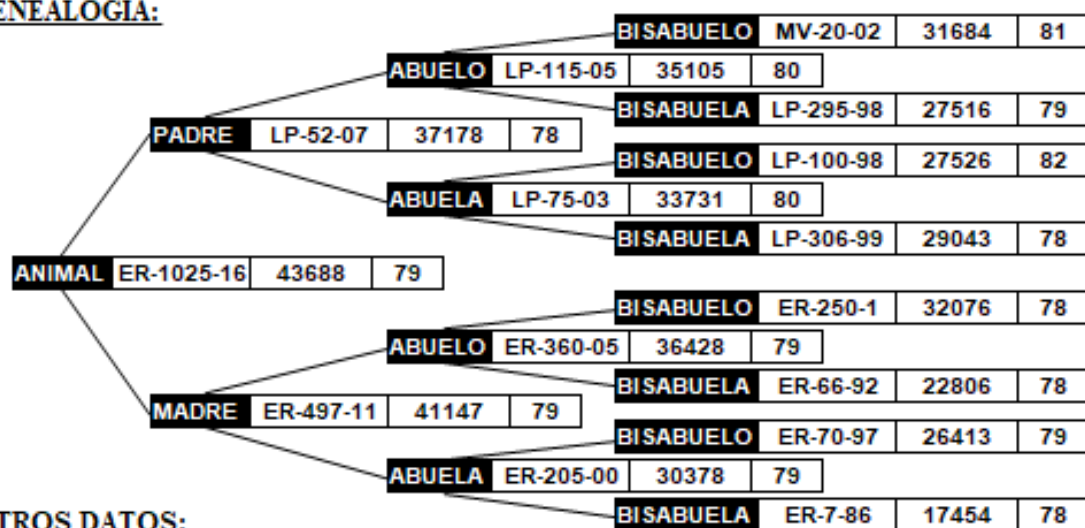 ENEALOGIA:
BISABUELO MV-20-02 31684 81
ABUELO LP-115-05 35105 80
BISABUELA LP-295-98 27516 79
PADRE LP-52-07 37178 78
BISABUELO LP-100-98 27526 82
ABUELA LP-75-03 33731 80
BISABUELA LP-306-99 29043 78
ANIMAL ER-1025-16 43688 79
BISABUELO ER-250-1 32076 78
ABUELO ER-360-05 36428 79
BISABUELA ER-66-92 22806 78
MADRE ER-497-11 41147 79
BISABUELO ER-70-97 26413 79
ABUELA ER-205-00 30378 79
BISABUELA ER-7-86 17454 78
TROS DATOS: